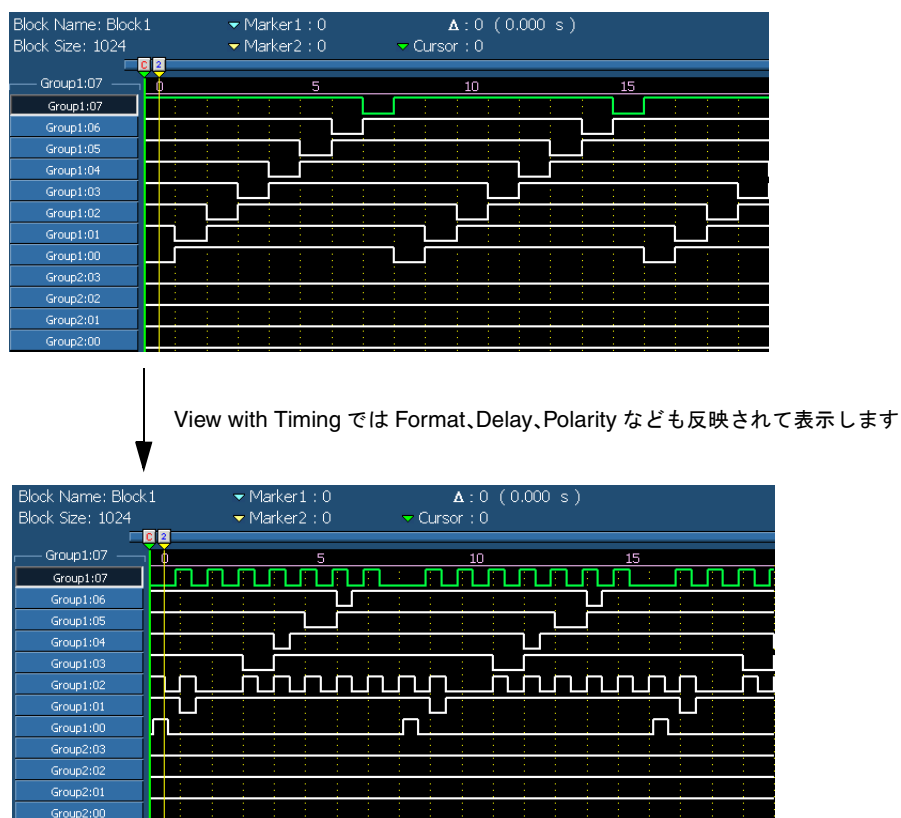 Block Name: Block1 Marker1 : 0 Δ : 0 ( 0.000 s )
Block Size: 1024 Marker2 : 0 Cursor : 0
C 2
Group1:07 0 5 10 15
Group1:07
Group1:06
Group1:05
Group1:04
Group1:03
Group1:02
Group1:01
Group1:00
Group2:03
Group2:02
Group2:01
Group2:00
View with Timing では Format、Delay、Polarity なども反映されて表示します
Block Name: Block1 Marker1 : 0 Δ : 0 ( 0.000 s )
Block Size: 1024 Marker2 : 0 Cursor : 0
C 2
Group1:07 0 5 10 15
Group1:07
Group1:06
Group1:05
Group1:04
Group1:03
Group1:02
Group1:01
Group1:00
Group2:03
Group2:02
Group2:01
Group2:00